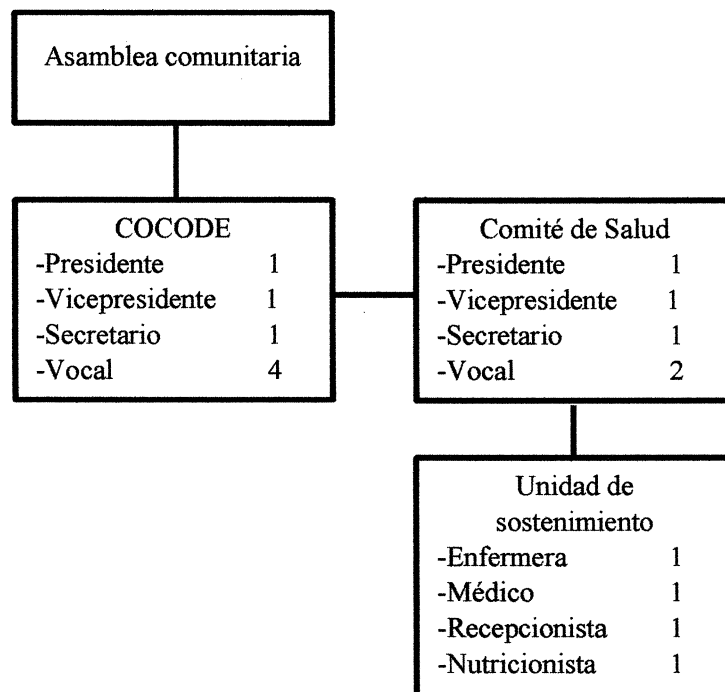 Asamblea comunitaria
COCODE
-Presidente 1
-Vicepresidente 1
-Secretario 1
-Vocal 4
Comité de Salud
-Presidente 1
-Vicepresidente 1
-Secretario 1
-Vocal 2
Unidad de
sostenimiento
-Enfermera 1
-Médico 1
-Recepcionista 1
-Nutricionista 1